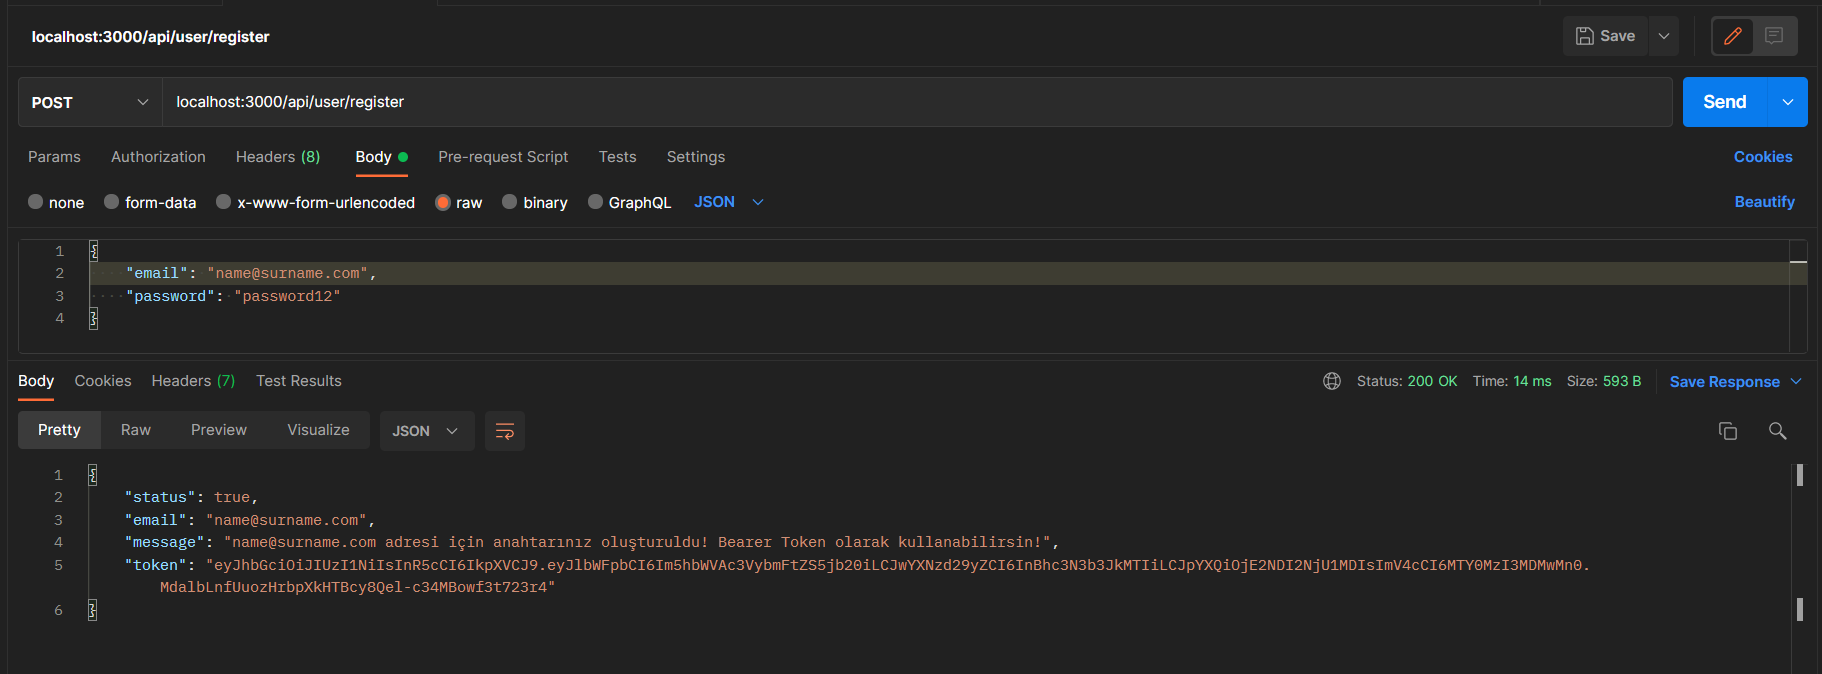 localhost:3000/api/user/register
Save
POST
localhost:3000/api/user/register
Send
Params Authorization Headers (8) Body Pre-request Script Tests Settings Cookies
none form-data x-www-form-urlencoded raw binary GraphQL JSON Beautify
1 {
2 "email": "name@surname.com",
3 "password": "password12"
4 }
Body Cookies Headers (7) Test Results Status: 200 OK Time: 14 ms Size: 593 B Save Response
Pretty Raw Preview Visualize JSON
1 {
2 "status": true,
3 "email": "name@surname.com",
4 "message": "name@surname.com adresi için anahtarınız oluşturuldu! Bearer Token olarak kullanabilirsin!",
5 "token": "eyJhbGciOiJIUzI1NiIsInR5cCI6IkpXVCJ9.eyJlbWFpbCI6Im5hbWVAc3VybmFtZS5jb20iLCJwYXNzd29yZCI6InBhc3N3b3JkMTIiLCJpYXQiOjE2NDI2NjU1MDIsImV4cCI6MTY0MzI3MDMwMn0.
MdalbLnfUuozHrbpXkHTBcy8Qel-c34MBowf3t723r4"
6 }